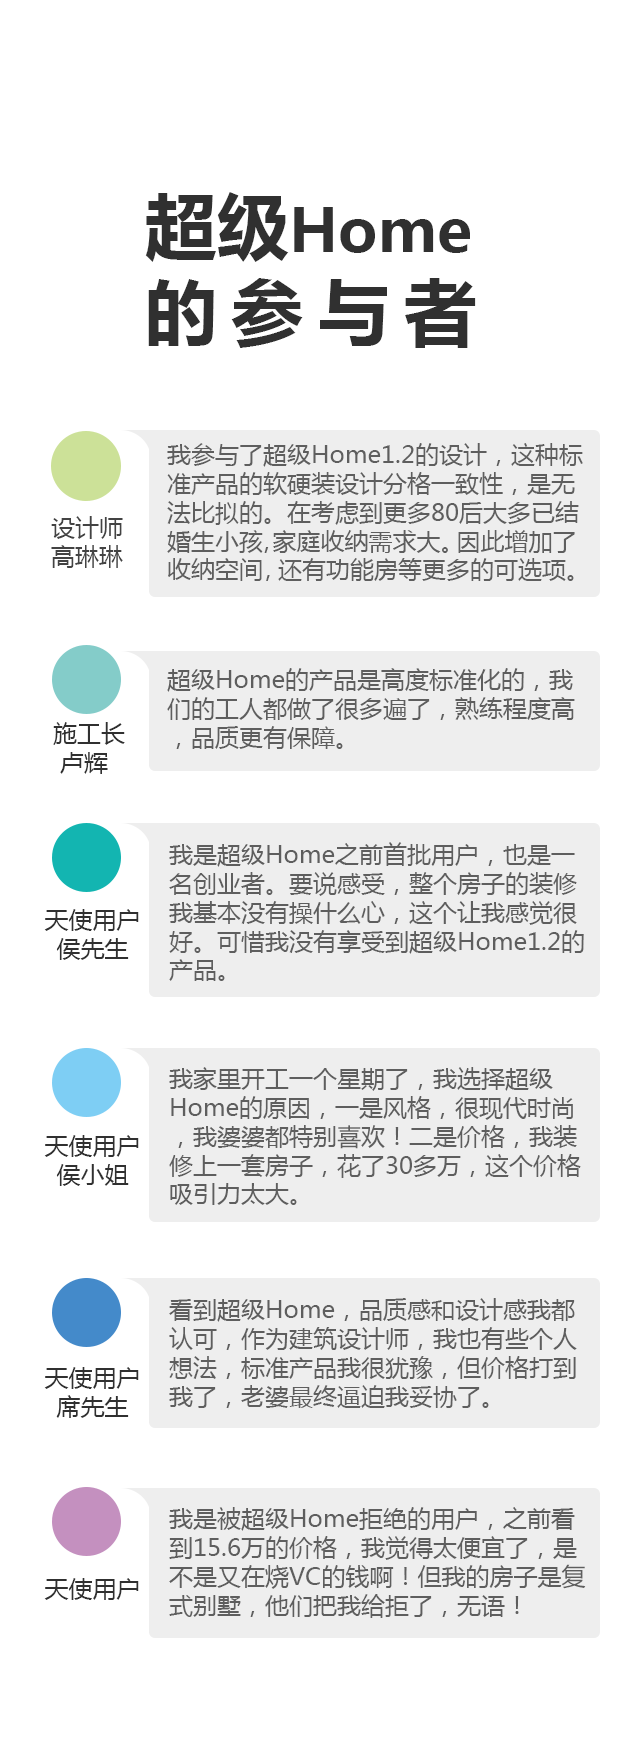 超级Home
的参与者
设计师
高琳琳
我参与了超级Home1.2的设计，这种标
准产品的软硬装设计分格一致性，是无
法比拟的。在考虑到更多80后大多已结
婚生小孩,家庭收纳需求大。因此增加了
收纳空间, 还有功能房等更多的可选项。
施工长
卢辉
超级Home的产品是高度标准化的，我
们的工人都做了很多遍了，熟练程度高
，品质更有保障。
天使用户
侯先生
我是超级Home之前首批用户，也是一
名创业者。要说感受，整个房子的装修
我基本没有操什么心，这个让我感觉很
好。可惜我没有享受到超级Home1.2的
产品。
天使用户
侯小姐
我家里开工一个星期了，我选择超级
Home的原因，一是风格，很现代时尚
，我婆婆都特别喜欢！二是价格，我装
修上一套房子，花了30多万，这个价格
吸引力太大。
天使用户
席先生
看到超级Home，品质感和设计感我都
认可，作为建筑设计师，我也有些个人
想法，标准产品我很犹豫，但价格打到
我了，老婆最终逼迫我妥协了。
天使用户
我是被超级Home拒绝的用户，之前看
到15.6万的价格，我觉得太便宜了，是
不是又在烧VC的钱啊！但我的房子是复
式别墅，他们把我给拒了，无语！